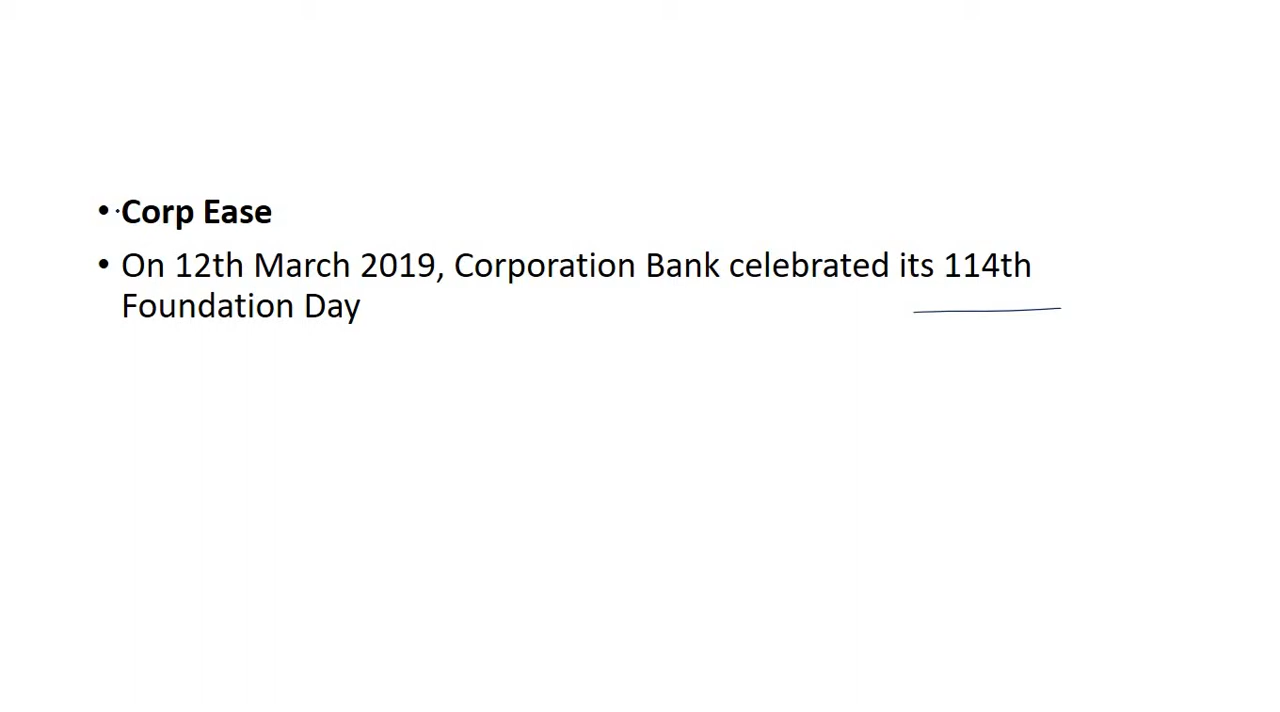 • Corp Ease
• On 12th March 2019, Corporation Bank celebrated its 114th
Foundation Day